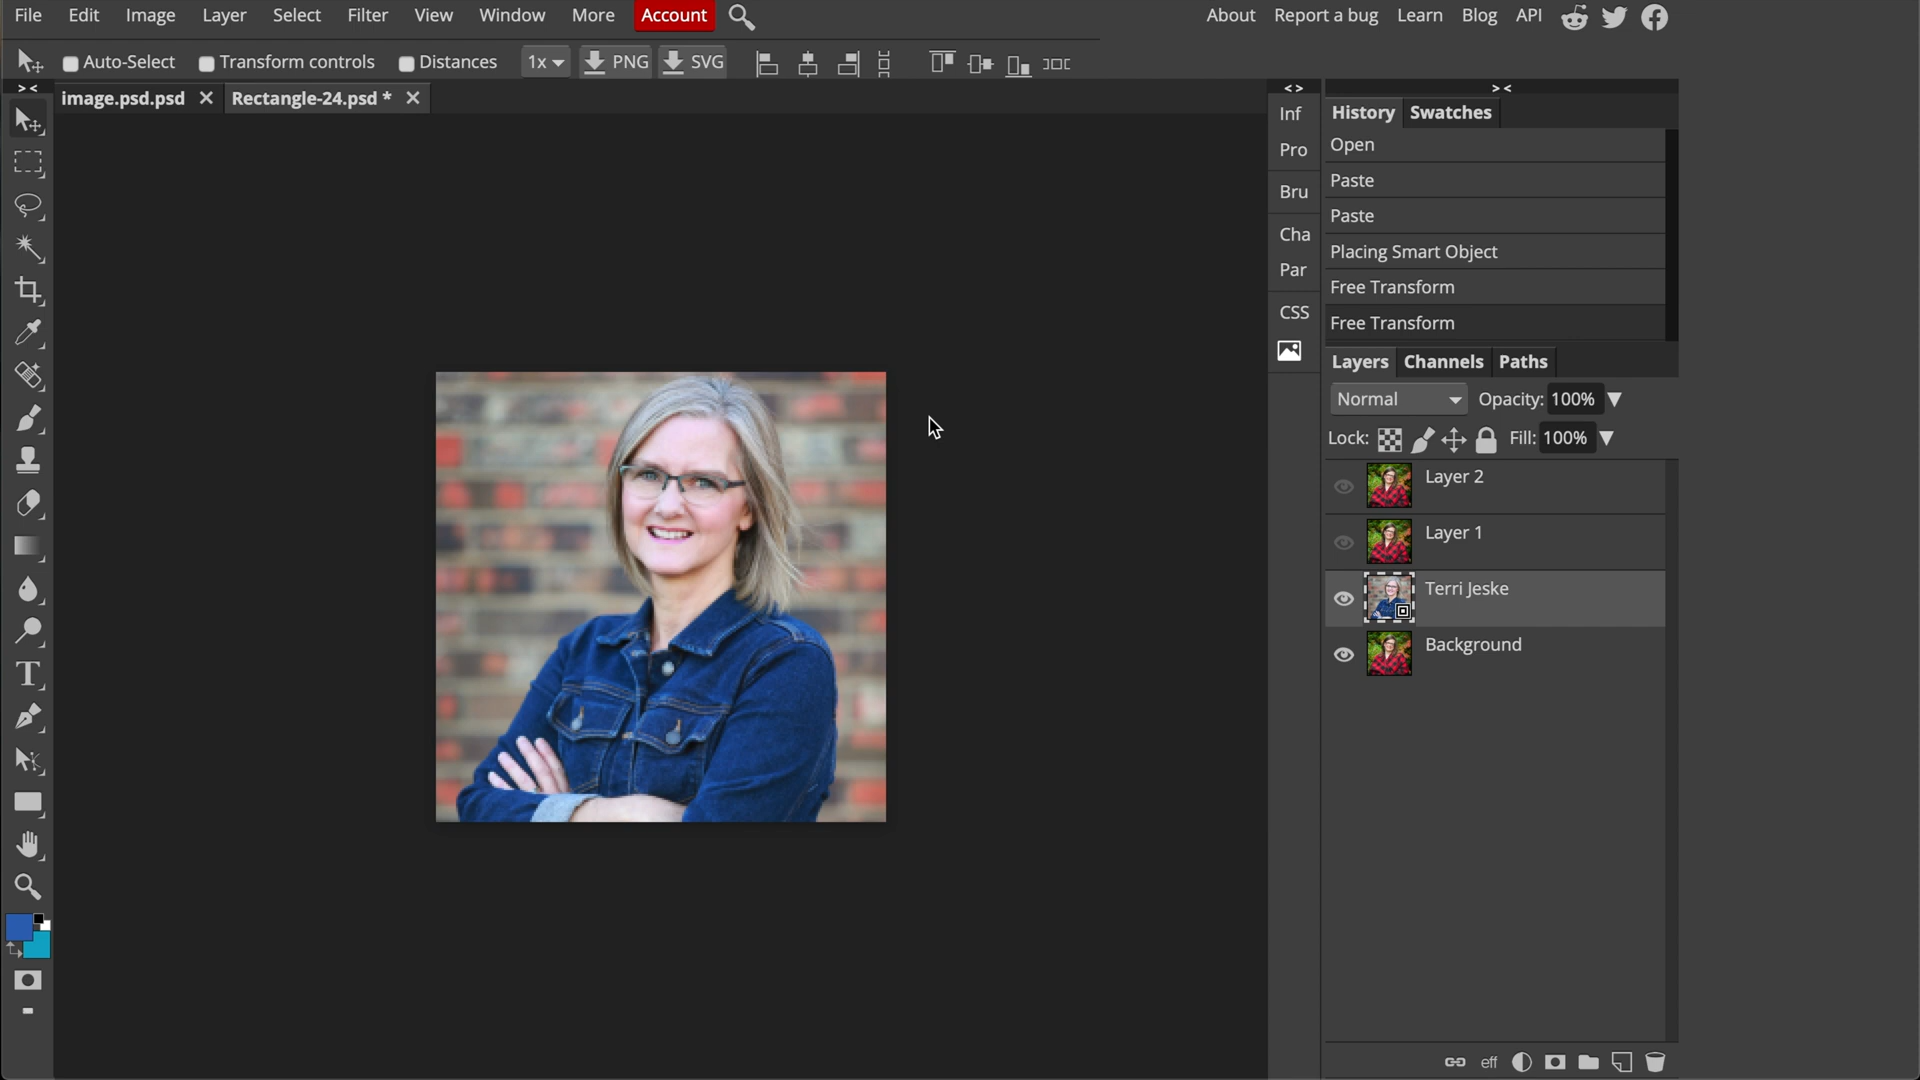 File Edit Image Layer Select Filter View Window More Account About Report a bug Learn Blog API
Auto-Select Transform controls Distances 1x PNG SVG
> < < > > <
image.psd.psd Rectangle-24.psd *
Inf
Pro
Bru
Cha
Par
CSS
History Swatches
Open
Paste
Paste
Placing Smart Object
Free Transform
Free Transform
Layers Channels Paths
Normal Opacity: 100%
Lock: Fill: 100%
Layer 2
Layer 1
Terri Jeske
Background
eff